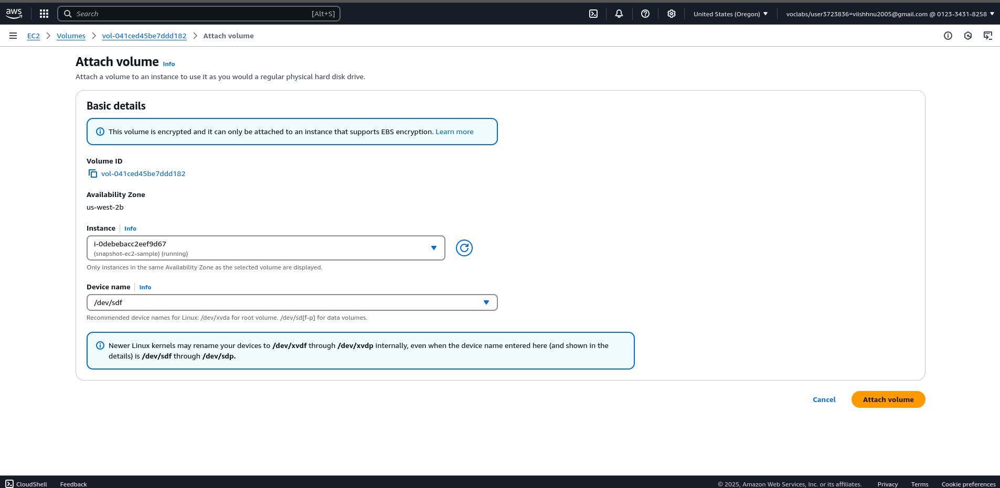 aws
Search [Alt+S]
United States (Oregon)
voclabs/user3723836=viishhnu2005@gmail.com @ 0123-3431-8258
EC2 > Volumes > vol-041ced45be7ddd182 > Attach volume
Attach volume Info
Attach a volume to an instance to use it as you would a regular physical hard disk drive.
Basic details
This volume is encrypted and it can only be attached to an instance that supports EBS encryption. Learn more
Volume ID
vol-041ced45be7ddd182
Availability Zone
us-west-2b
Instance Info
i-0debebacc2eef9d67
(snapshot-ec2-sample) (running)
Only instances in the same Availability Zone as the selected volume are displayed.
Device name Info
/dev/sdf
Recommended device names for Linux: /dev/xvda for root volume. /dev/sd[f-p] for data volumes.
Newer Linux kernels may rename your devices to /dev/xvdf through /dev/xvdp internally, even when the device name entered here (and shown in the
details) is /dev/sdf through /dev/sdp.
Cancel Attach volume
CloudShell Feedback © 2025, Amazon Web Services, Inc. or its affiliates. Privacy Terms Cookie preferences